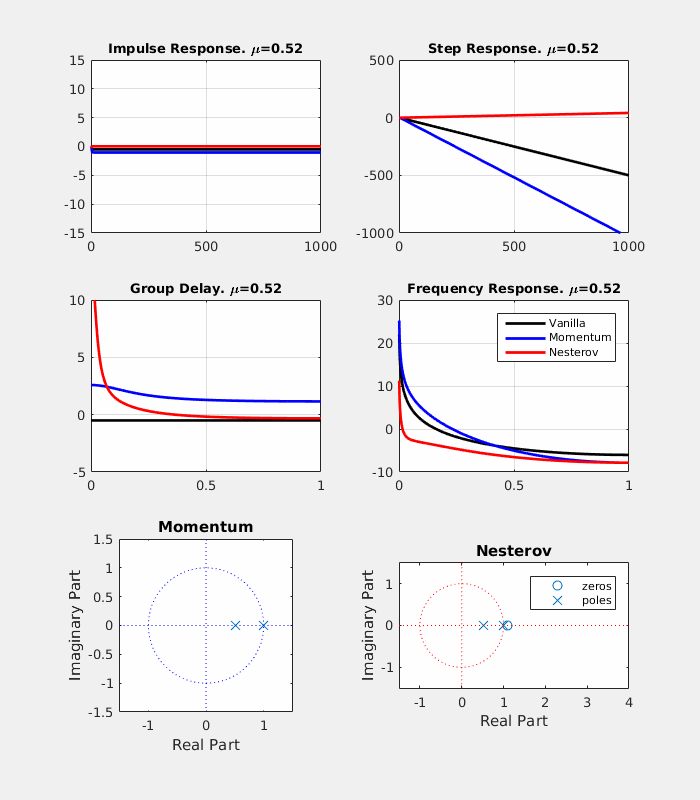 Impulse Response. μ=0.52
15
10
5
0
-5
-10
-15
0 500 1000
Step Response. μ=0.52
500
0
-500
-1000
0 500 1000
Group Delay. μ=0.52
10
5
0
-5
0 0.5 1
Frequency Response. μ=0.52
30
20
10
0
-10
0 0.5 1
Vanilla
Momentum
Nesterov
Momentum
Imaginary Part
1.5
1
0.5
0
-0.5
-1
-1.5
-1 0 1
Real Part
Nesterov
Imaginary Part
1
0
-1
-1 0 1 2 3 4
Real Part
zeros
poles